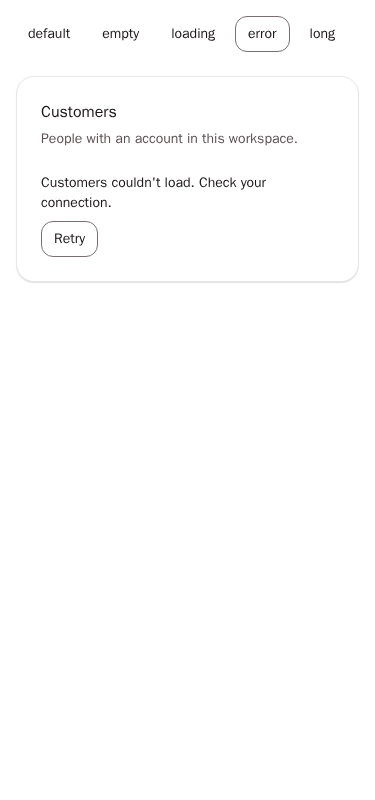 default empty loading error long
Customers
People with an account in this workspace.
Customers couldn't load. Check your
connection.
Retry